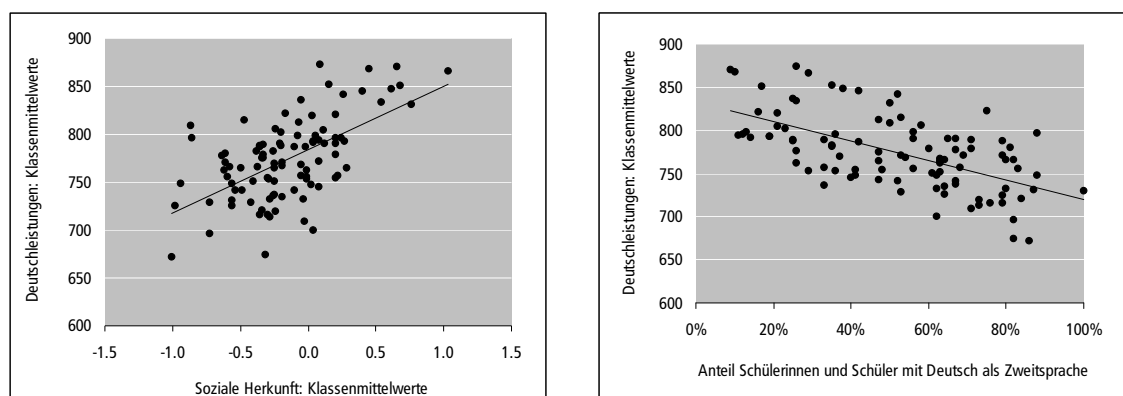 Deutschleistungen: Klassenmittelwerte
900
850
800
750
700
650
600
-1.5 -1.0 -0.5 0.0 0.5 1.0 1.5
Soziale Herkunft: Klassenmittelwerte
Deutschleistungen: Klassenmittelwerte
900
850
800
750
700
650
600
0% 20% 40% 60% 80% 100%
Anteil Schülerinnen und Schüler mit Deutsch als Zweitsprache